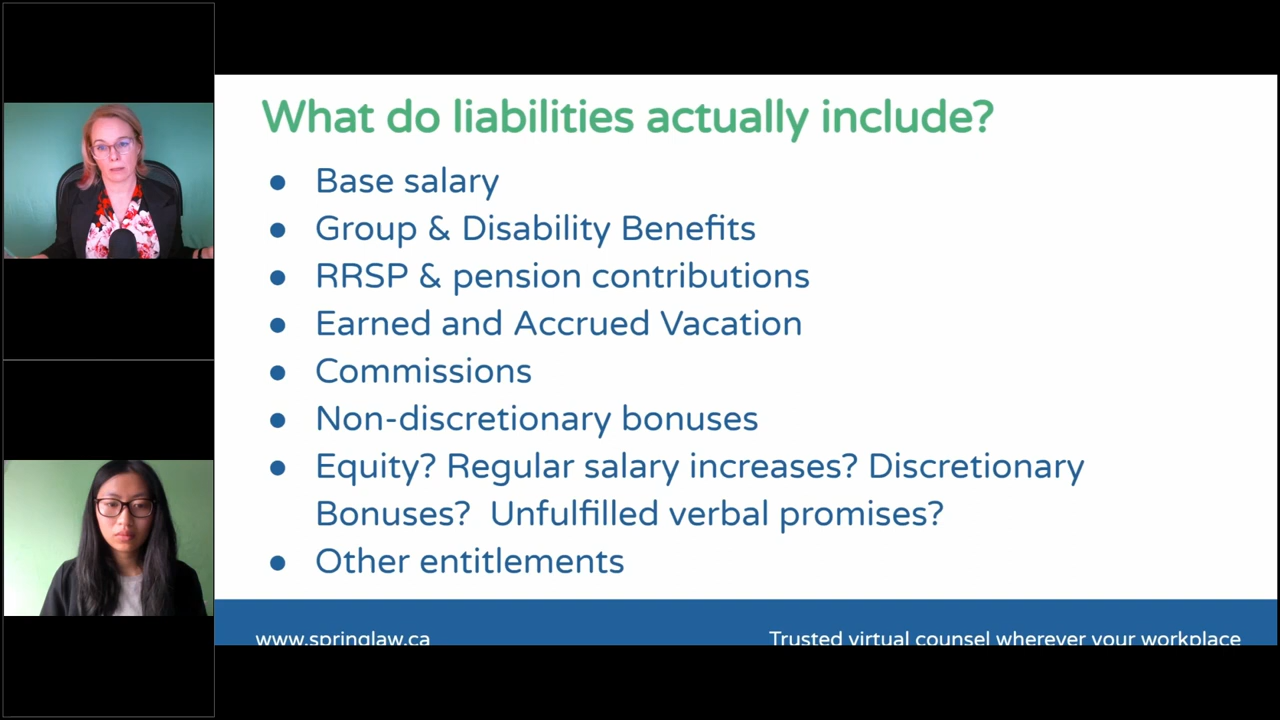 What do liabilities actually include?
● Base salary
● Group & Disability Benefits
● RRSP & pension contributions
● Earned and Accrued Vacation
● Commissions
● Non-discretionary bonuses
● Equity? Regular salary increases? Discretionary
Bonuses?  Unfulfilled verbal promises?
● Other entitlements
www.springlaw.ca
Trusted virtual counsel wherever your workplace